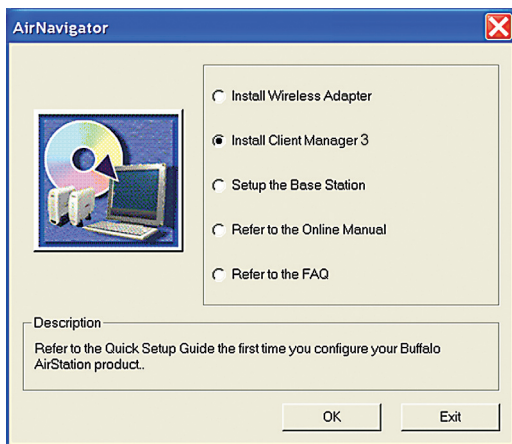 AirNavigator
Install Wireless Adapter
Install Client Manager 3
Setup the Base Station
Refer to the Online Manual
Refer to the FAQ
Description
Refer to the Quick Setup Guide the first time you configure your Buffalo
AirStation product..
OK
Exit